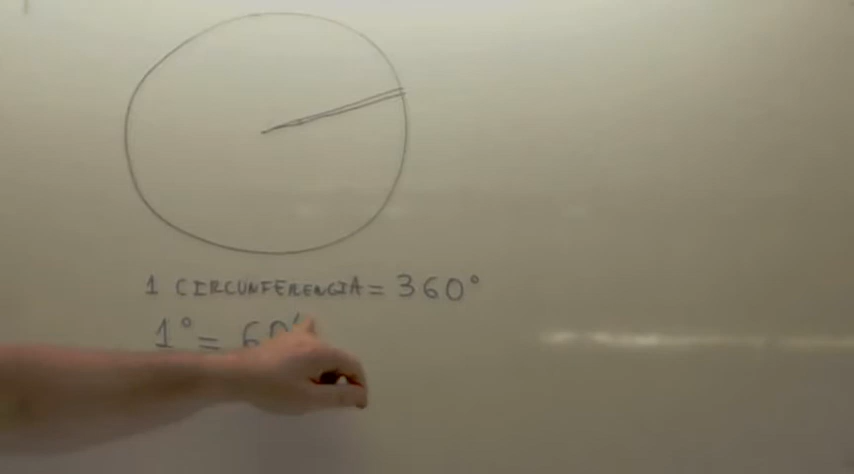 1 CIRCUNFERENCIA = 360°
1° = 60'